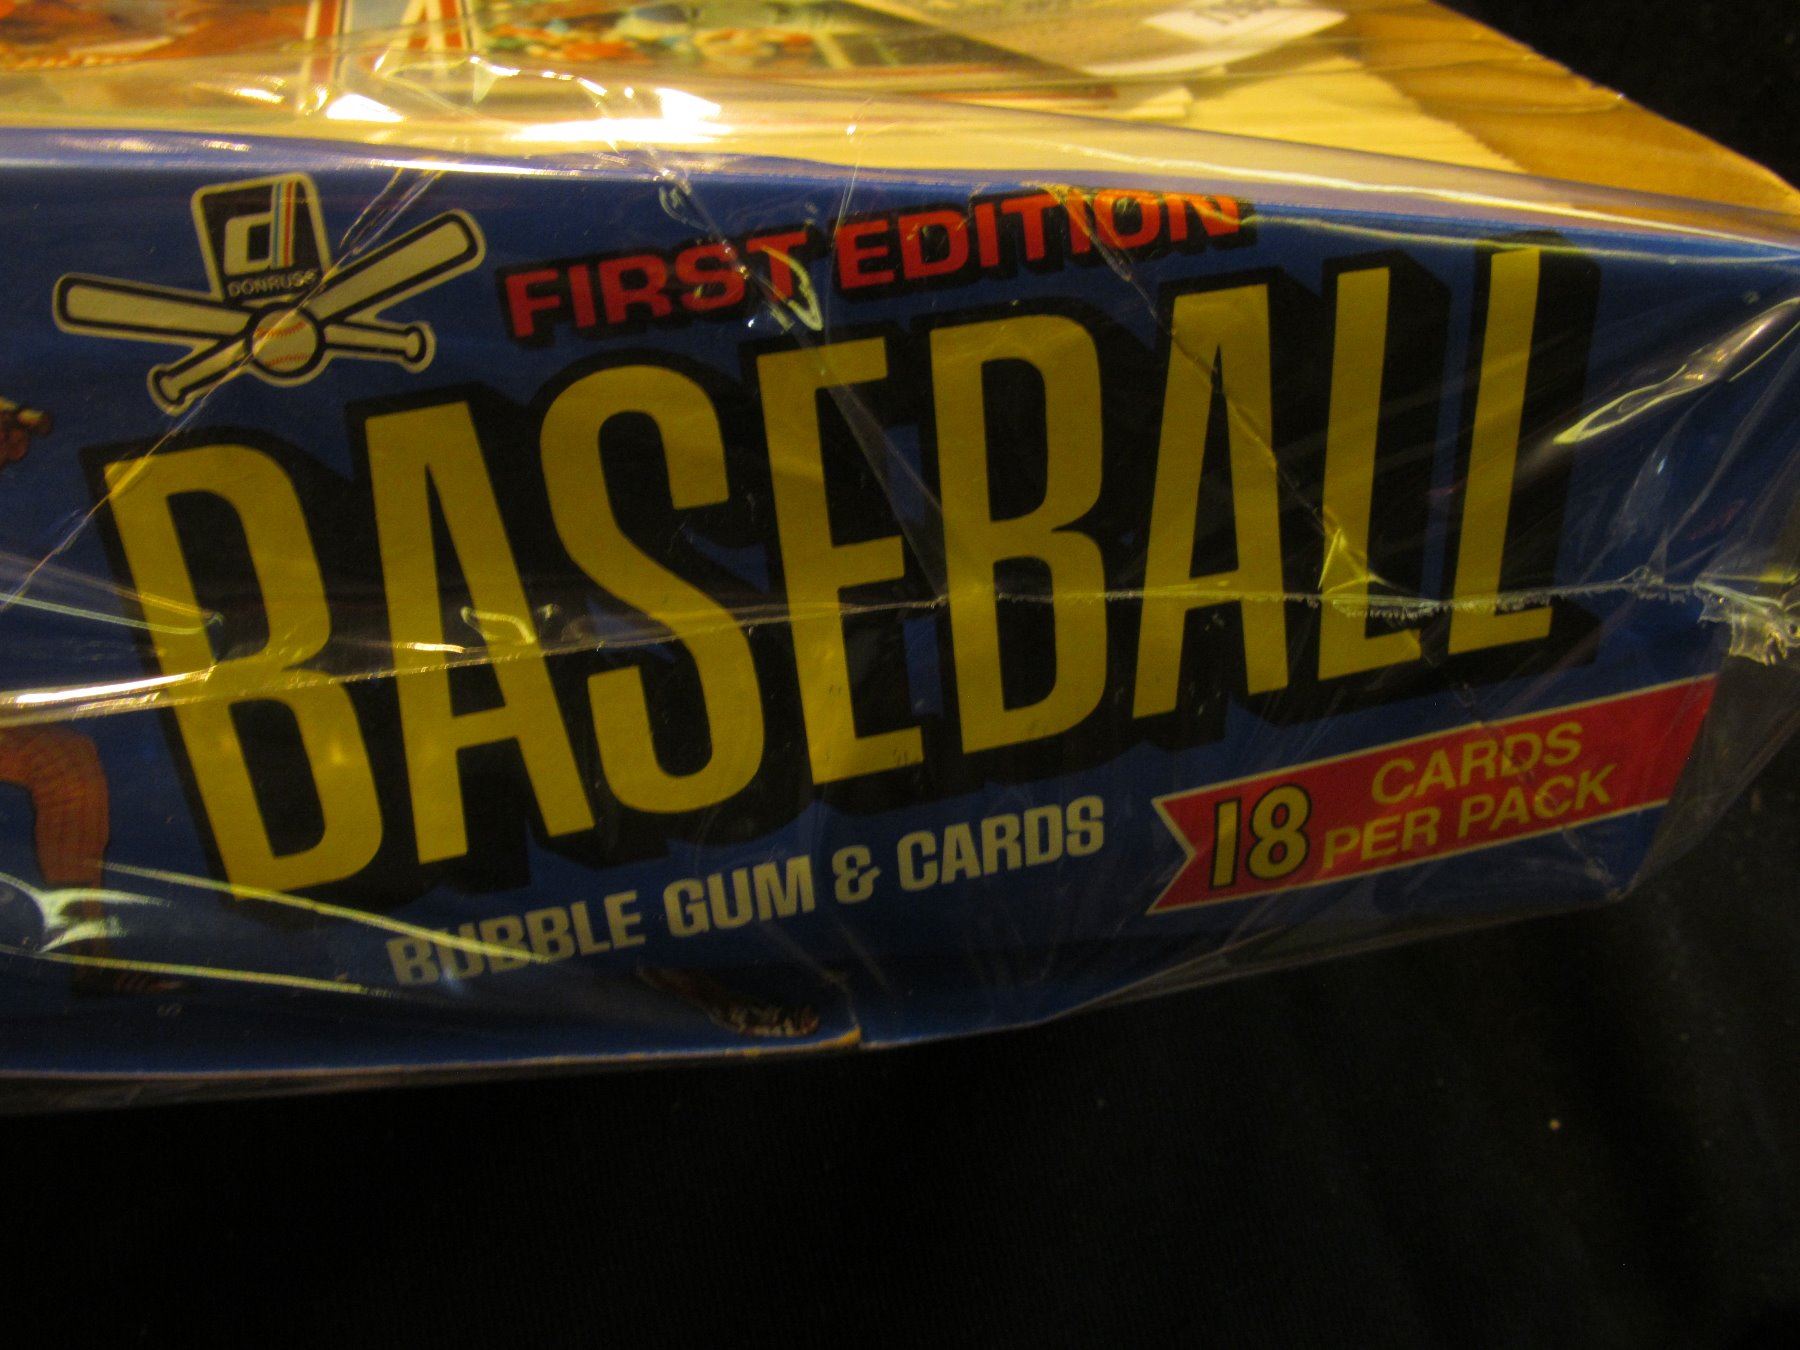 DONRUSS
FIRST EDITION
BASEBALL
BUBBLE GUM & CARDS
18 CARDS
PER PACK